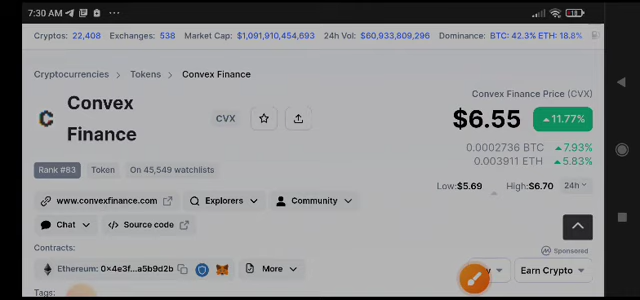 7:30 AM
Cryptos: 22,408 Exchanges: 538 Market Cap: $1,091,910,454,693 24h Vol: $60,933,809,296 Dominance: BTC: 42.3% ETH: 18.8%
Cryptocurrencies > Tokens > Convex Finance
Convex Finance Price (CVX)
Convex
Finance
CVX
$6.55 11.77%
0.0002736 BTC 7.93%
0.003911 ETH 5.83%
Rank #83 Token On 45,549 watchlists
Low: $5.69 High: $6.70 24h
www.convexfinance.com Explorers Community
Chat </> Source code
Contracts:
Sponsored
Ethereum: 0x4e3f...a5b9d2b More
Earn Crypto
Tags: